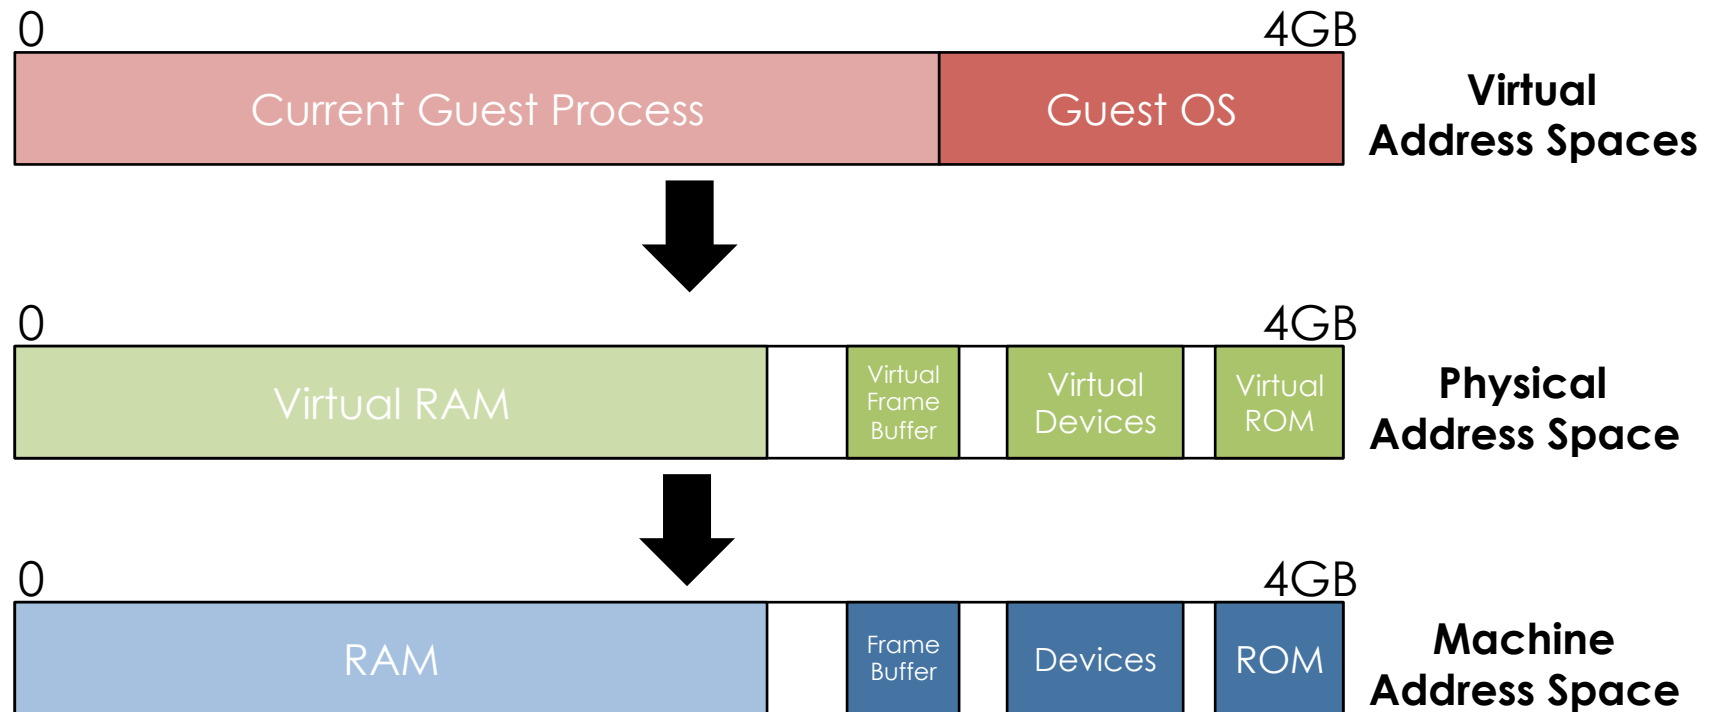 0
4GB
Current Guest Process
Guest OS
Virtual
Address Spaces
0
4GB
Virtual RAM
Virtual
Frame
Buffer
Virtual
Devices
Virtual
ROM
Physical
Address Space
0
4GB
RAM
Frame
Buffer
Devices
ROM
Machine
Address Space